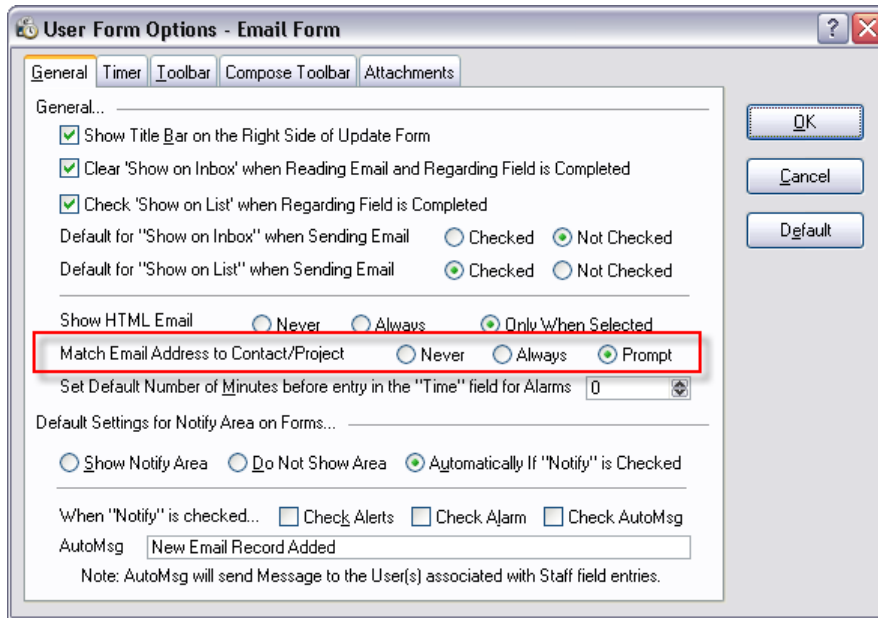 User Form Options - Email Form
General Timer Toolbar Compose Toolbar Attachments
General...
Show Title Bar on the Right Side of Update Form
OK
Clear 'Show on Inbox' when Reading Email and Regarding Field is Completed
Cancel
Check 'Show on List' when Regarding Field is Completed
Default for "Show on Inbox" when Sending Email Checked Not Checked
Default
Default for "Show on List" when Sending Email Checked Not Checked
Show HTML Email Never Always Only When Selected
Match Email Address to Contact/Project Never Always Prompt
Set Default Number of Minutes before entry in the "Time" field for Alarms 0
Default Settings for Notify Area on Forms...
Show Notify Area Do Not Show Area Automatically If "Notify" is Checked
When "Notify" is checked... Check Alerts Check Alarm Check AutoMsg
AutoMsg New Email Record Added
Note: AutoMsg will send Message to the User(s) associated with Staff field entries.